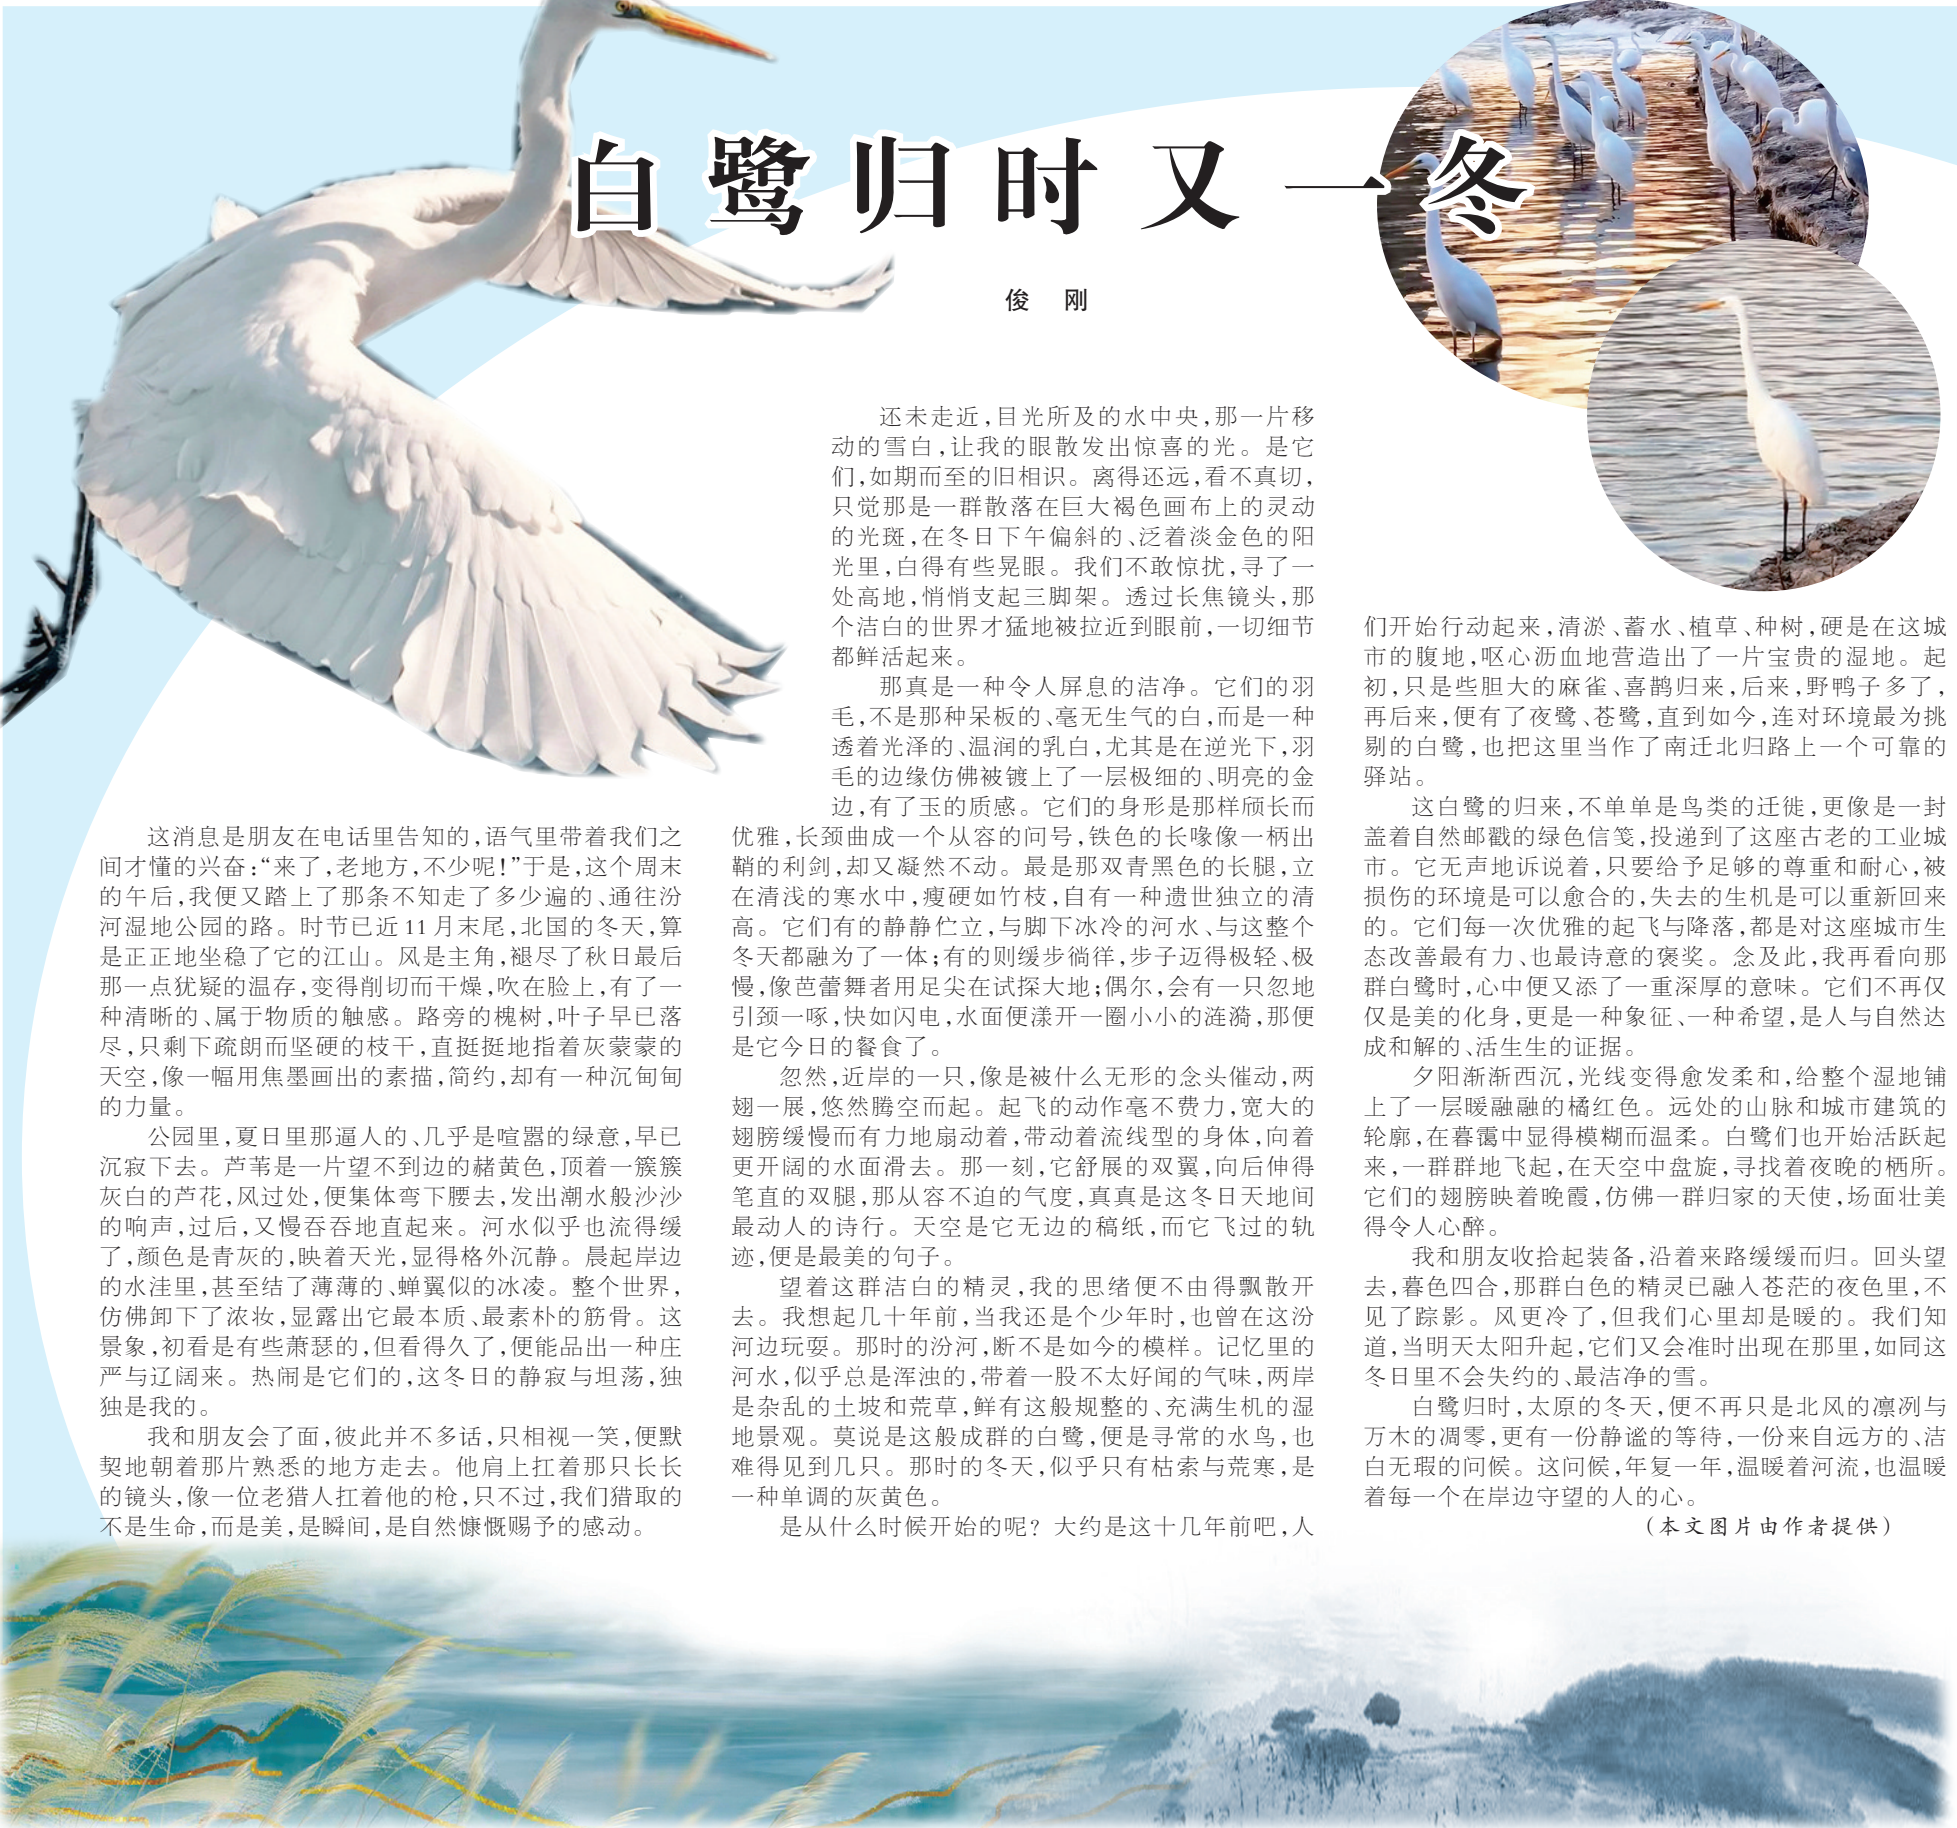 白鹭归时又一冬
俊 刚
这消息是朋友在电话里告知的，语气里带着我们之
间才懂的兴奋：“来了，老地方，不少呢！”于是，这个周末
的午后，我便又踏上了那条不知走了多少遍的、通往汾
河湿地公园的路。时节已近11月末尾，北国的冬天，算
是正正地坐稳了它的江山。风是主角，褪尽了秋日最后
那一点犹疑的温存，变得削切而干燥，吹在脸上，有了一
种清晰的、属于物质的触感。路旁的槐树，叶子早已落
尽，只剩下疏朗而坚硬的枝干，直挺挺地指着灰蒙蒙的
天空，像一幅用焦墨画出的素描，简约，却有一种沉甸甸
的力量。
公园里，夏日里那逼人的、几乎是喧嚣的绿意，早已
沉寂下去。芦苇是一片望不到边的赭黄色，顶着一簇簇
灰白的芦花，风过处，便集体弯下腰去，发出潮水般沙沙
的响声，过后，又慢吞吞地直起来。河水似乎也流得缓
了，颜色是青灰的，映着天光，显得格外沉静。晨起岸边
的水洼里，甚至结了薄薄的、蝉翼似的冰凌。整个世界，
仿佛卸下了浓妆，显露出它最本质、最素朴的筋骨。这
景象，初看是有些萧瑟的，但看得久了，便能品出一种庄
严与辽阔来。热闹是它们的，这冬日的静寂与坦荡，独
独是我的。
我和朋友会了面，彼此并不多话，只相视一笑，便默
契地朝着那片熟悉的地方走去。他肩上扛着那只长长
的镜头，像一位老猎人扛着他的枪，只不过，我们猎取的
不是生命，而是美，是瞬间，是自然慷慨赐予的感动。
还未走近，目光所及的水中央，那一片移
动的雪白，让我的眼散发出惊喜的光。是它
们，如期而至的旧相识。离得还远，看不真切，
只觉那是一群散落在巨大褐色画布上的灵动
的光斑，在冬日下午偏斜的、泛着淡金色的阳
光里，白得有些晃眼。我们不敢惊扰，寻了一
处高地，悄悄支起三脚架。透过长焦镜头，那
个洁白的世界才猛地被拉近到眼前，一切细节
都鲜活起来。
那真是一种令人屏息的洁净。它们的羽
毛，不是那种呆板的、毫无生气的白，而是一种
透着光泽的、温润的乳白，尤其是在逆光下，羽
毛的边缘仿佛被镀上了一层极细的、明亮的金
边，有了玉的质感。它们的身形是那样颀长而
优雅，长颈曲成一个从容的问号，铁色的长喙像一柄出
鞘的利剑，却又凝然不动。最是那双青黑色的长腿，立
在清浅的寒水中，瘦硬如竹枝，自有一种遗世独立的清
高。它们有的静静伫立，与脚下冰冷的河水、与这整个
冬天都融为了一体；有的则缓步徜徉，步子迈得极轻、极
慢，像芭蕾舞者用足尖在试探大地；偶尔，会有一只忽地
引颈一啄，快如闪电，水面便漾开一圈小小的涟漪，那便
是它今日的餐食了。
忽然，近岸的一只，像是被什么无形的念头催动，两
翅一展，悠然腾空而起。起飞的动作毫不费力，宽大的
翅膀缓慢而有力地扇动着，带动着流线型的身体，向着
更开阔的水面滑去。那一刻，它舒展的双翼，向后伸得
笔直的双腿，那从容不迫的气度，真真是这冬日天地间
最动人的诗行。天空是它无边的稿纸，而它飞过的轨
迹，便是最美的句子。
望着这群洁白的精灵，我的思绪便不由得飘散开
去。我想起几十年前，当我还是个少年时，也曾在这汾
河边玩耍。那时的汾河，断不是如今的模样。记忆里的
河水，似乎总是浑浊的，带着一股不太好闻的气味，两岸
是杂乱的土坡和荒草，鲜有这般规整的、充满生机的湿
地景观。莫说是这般成群的白鹭，便是寻常的水鸟，也
难得见到几只。那时的冬天，似乎只有枯索与荒寒，是
一种单调的灰黄色。
是从什么时候开始的呢？大约是这十几年前吧，人
们开始行动起来，清淤、蓄水、植草、种树，硬是在这城
市的腹地，呕心沥血地营造出了一片宝贵的湿地。起
初，只是些胆大的麻雀、喜鹊归来，后来，野鸭子多了，
再后来，便有了夜鹭、苍鹭，直到如今，连对环境最为挑
剔的白鹭，也把这里当作了南迁北归路上一个可靠的
驿站。
这白鹭的归来，不单单是鸟类的迁徙，更像是一封
盖着自然邮戳的绿色信笺，投递到了这座古老的工业城
市。它无声地诉说着，只要给予足够的尊重和耐心，被
损伤的环境是可以愈合的，失去的生机是可以重新回来
的。它们每一次优雅的起飞与降落，都是对这座城市生
态改善最有力、也最诗意的褒奖。念及此，我再看向那
群白鹭时，心中便又添了一重深厚的意味。它们不再仅
仅是美的化身，更是一种象征、一种希望，是人与自然达
成和解的、活生生的证据。
夕阳渐渐西沉，光线变得愈发柔和，给整个湿地铺
上了一层暖融融的橘红色。远处的山脉和城市建筑的
轮廓，在暮霭中显得模糊而温柔。白鹭们也开始活跃起
来，一群群地飞起，在天空中盘旋，寻找着夜晚的栖所。
它们的翅膀映着晚霞，仿佛一群归家的天使，场面壮美
得令人心醉。
我和朋友收拾起装备，沿着来路缓缓而归。回头望
去，暮色四合，那群白色的精灵已融入苍茫的夜色里，不
见了踪影。风更冷了，但我们心里却是暖的。我们知
道，当明天太阳升起，它们又会准时出现在那里，如同这
冬日里不会失约的、最洁净的雪。
白鹭归时，太原的冬天，便不再只是北风的凛冽与
万木的凋零，更有一份静谧的等待，一份来自远方的、洁
白无瑕的问候。这问候，年复一年，温暖着河流，也温暖
着每一个在岸边守望的人的心。
（本文图片由作者提供）